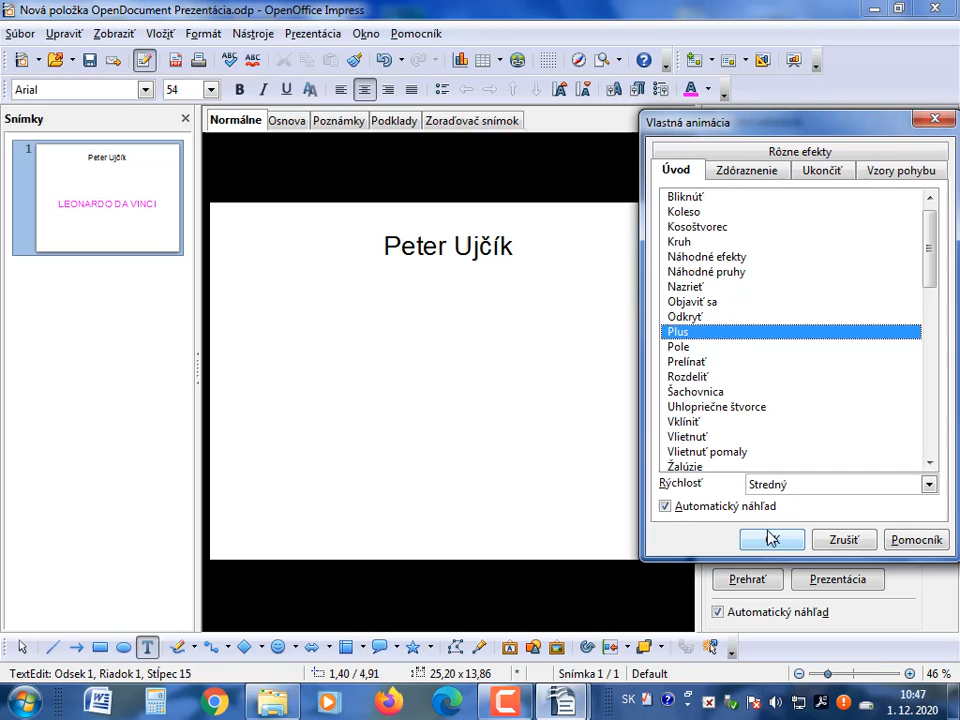 Nová položka OpenDocument Prezentácia.odp - OpenOffice Impress
Súbor Upraviť Zobraziť Vložiť Formát Nástroje Prezentácia Okno Pomocník
Arial 54
Snímky
Normálne Osnova Poznámky Podklady Zoraďovač snímok
1
Peter Ujčík
LEONARDO DA VINCI
Peter Ujčík
Vlastná animácia
Rôzne efekty
Úvod Zdôraznenie Ukončiť Vzory pohybu
Bliknúť
Koleso
Kosoštvorec
Kruh
Náhodné efekty
Náhodné pruhy
Nazrieť
Objaviť sa
Odkryť
Plus
Pole
Prelínať
Rozdeliť
Šachovnica
Uhlopriečne štvorce
Vkliniť
Vlietnuť
Vlietnuť pomaly
Žalúzie
Rýchlosť Stredný
Automatický náhľad
Zrušiť Pomocník
Prehrať Prezentácia
Automatický náhľad
TextEdit: Odsek 1, Riadok 1, Stĺpec 15 1,40 / 4,91 25,20 x 13,86 * Snímka 1 / 1 Default 46 %
SK 10:47
1. 12. 2020